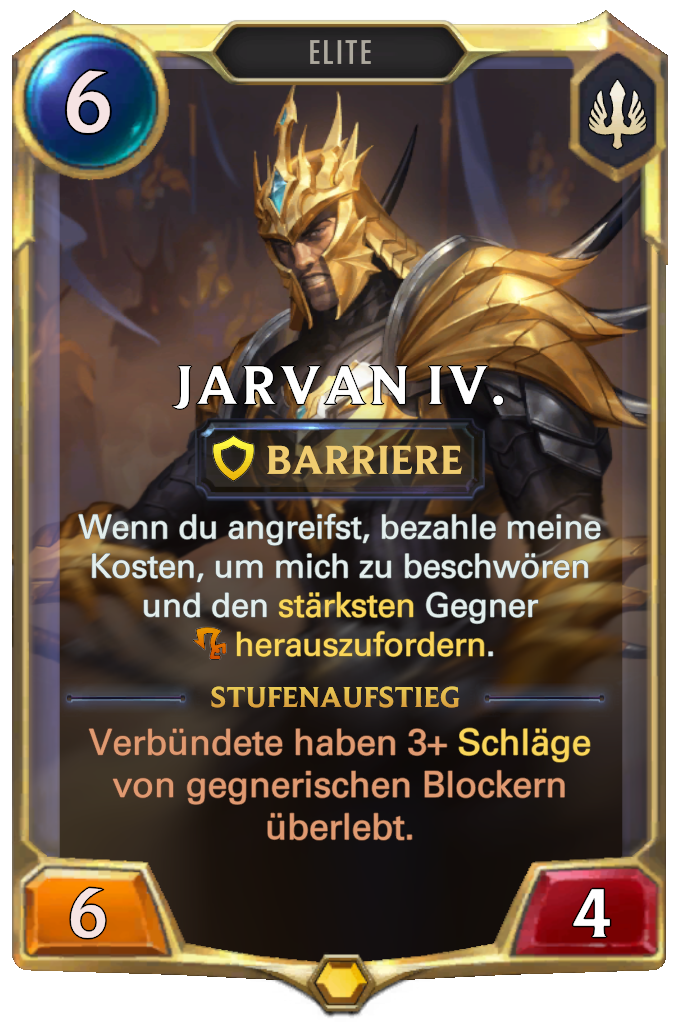 ELITE
6
JARVAN IV.
BARRIERE
Wenn du angreifst, bezahle meine
Kosten, um mich zu beschwören
und den stärksten Gegner
herauszufordern.
STUFENAUFSTIEG
Verbündete haben 3+ Schläge
von gegnerischen Blockern
überlebt.
6
4